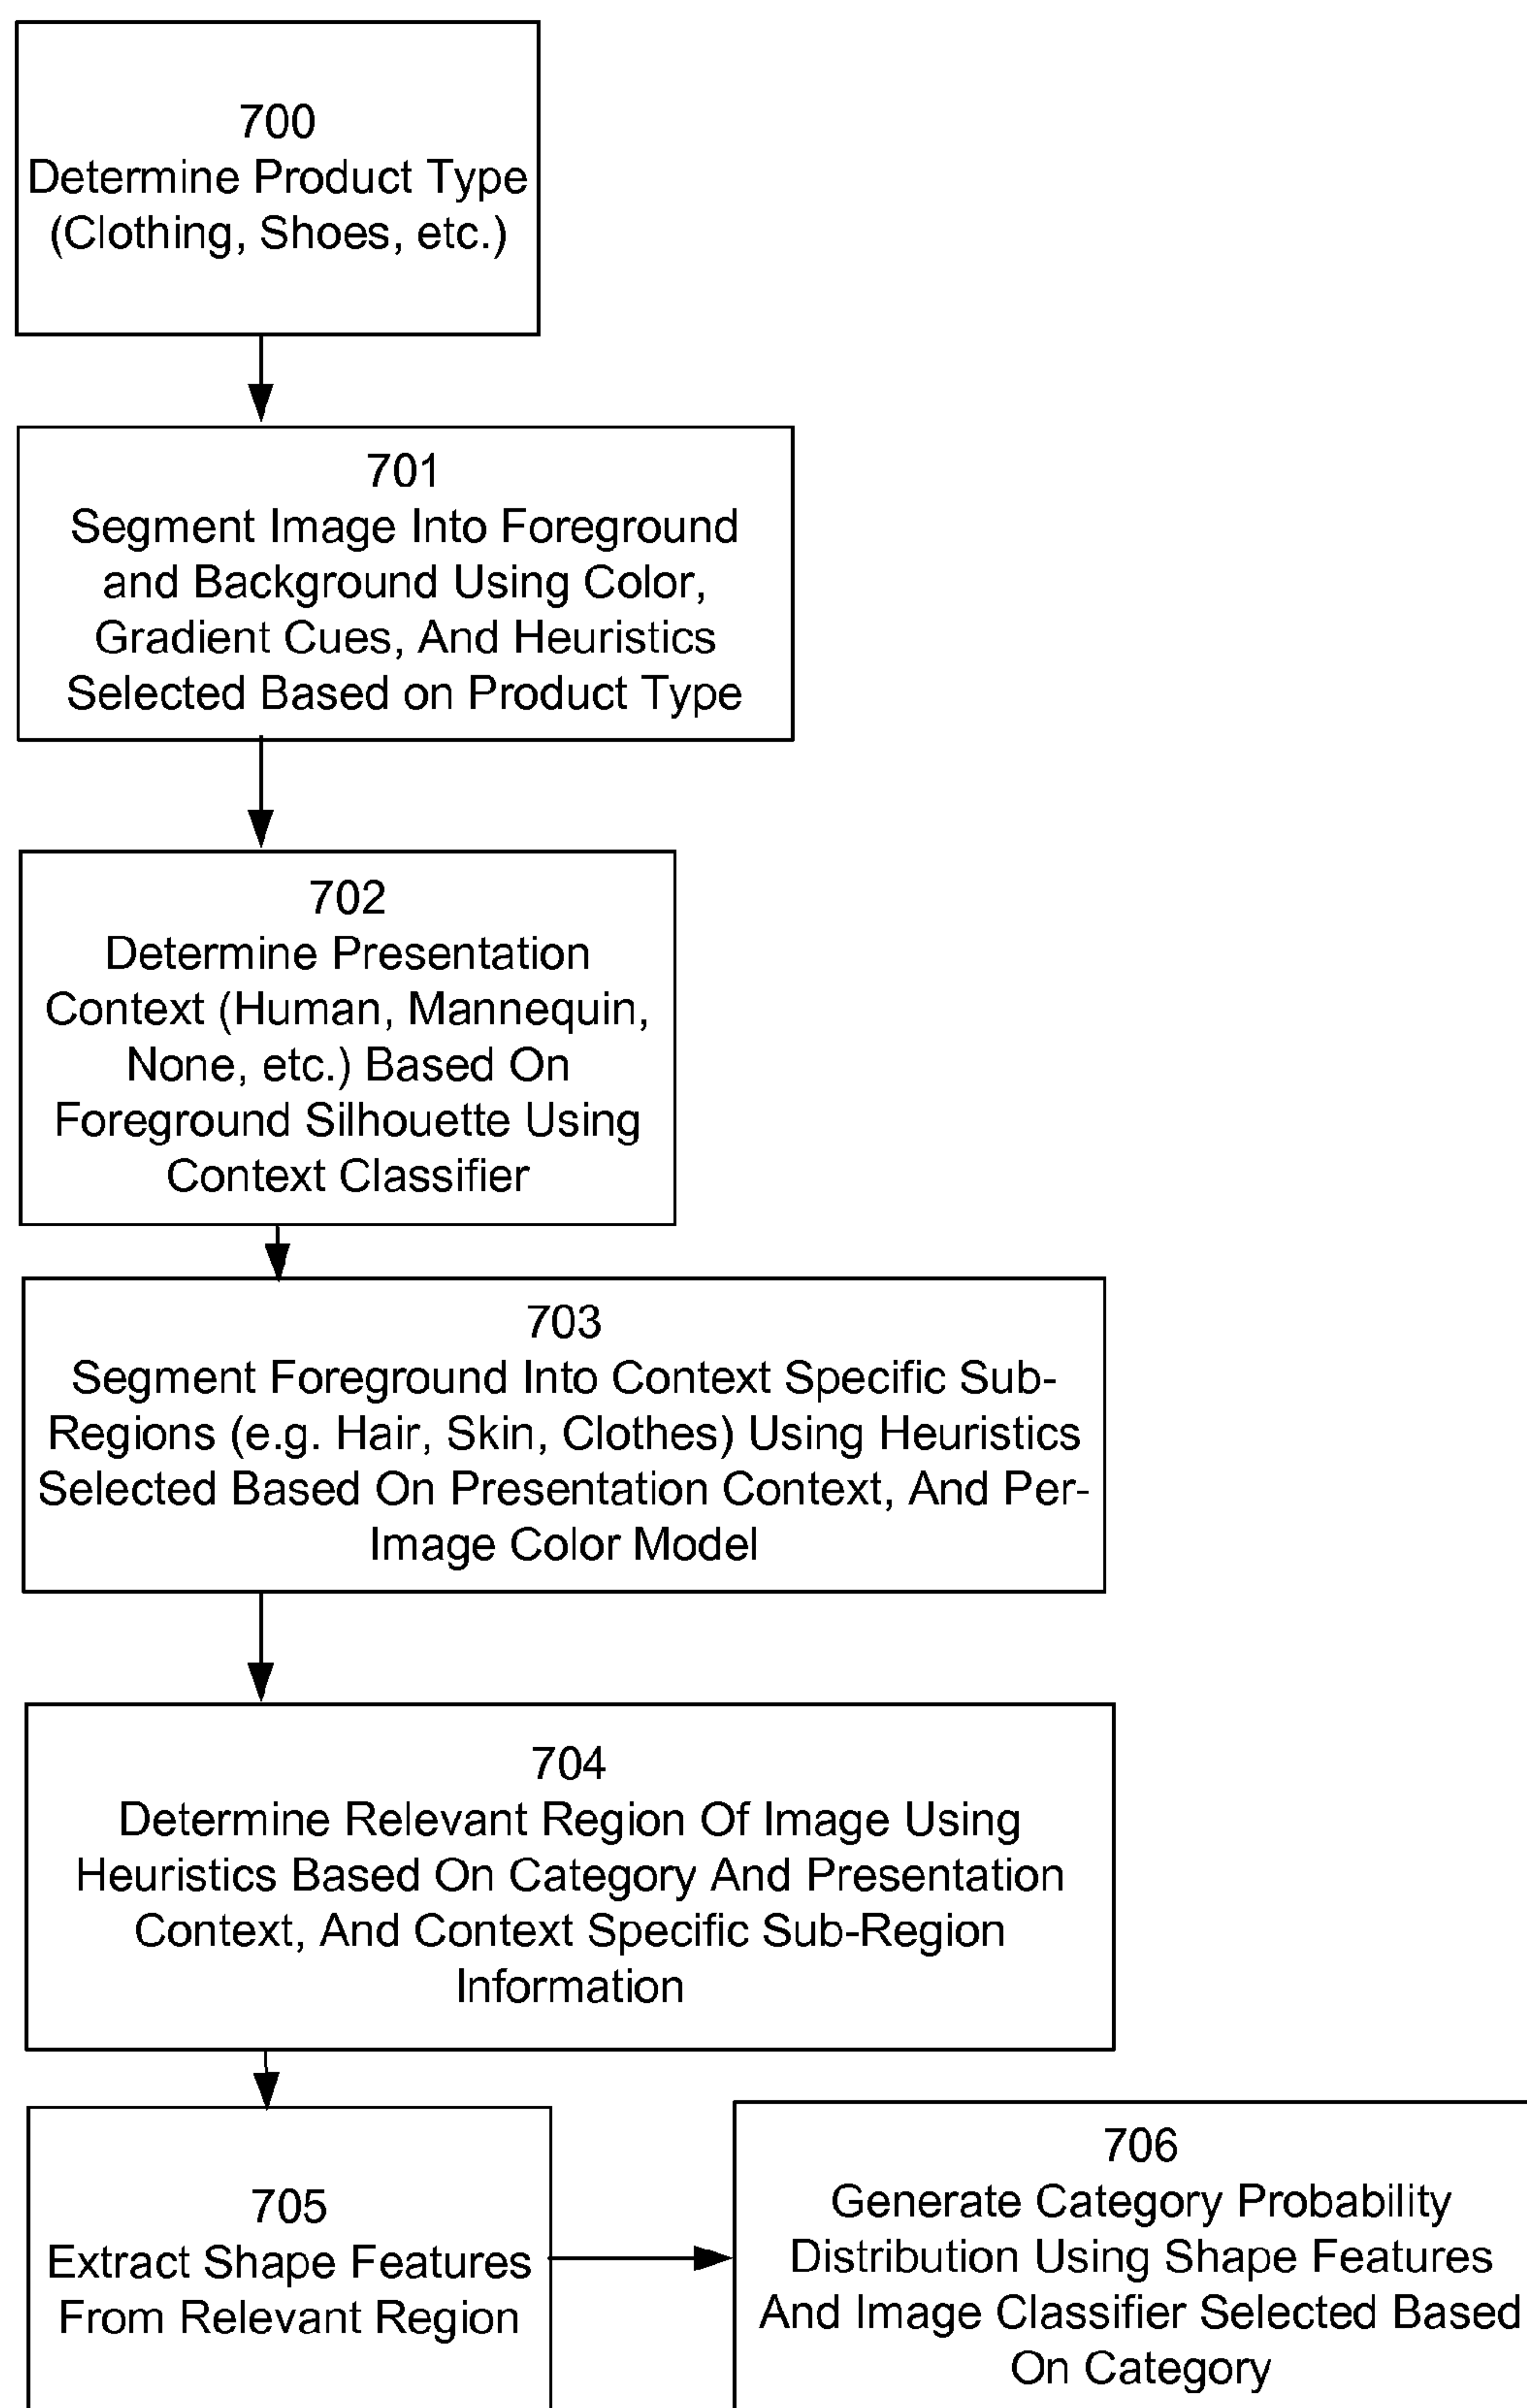 700
Determine Product Type
(Clothing, Shoes, etc.)
701
Segment Image Into Foreground
and Background Using Color,
Gradient Cues, And Heuristics
Selected Based on Product Type
702
Determine Presentation
Context (Human, Mannequin,
None, etc.) Based On
Foreground Silhouette Using
Context Classifier
703
Segment Foreground Into Context Specific Sub-
Regions (e.g. Hair, Skin, Clothes) Using Heuristics
Selected Based On Presentation Context, And Per-
Image Color Model
704
Determine Relevant Region Of Image Using
Heuristics Based On Category And Presentation
Context, And Context Specific Sub-Region
Information
705
Extract Shape Features
From Relevant Region
706
Generate Category Probability
Distribution Using Shape Features
And Image Classifier Selected Based
On Category